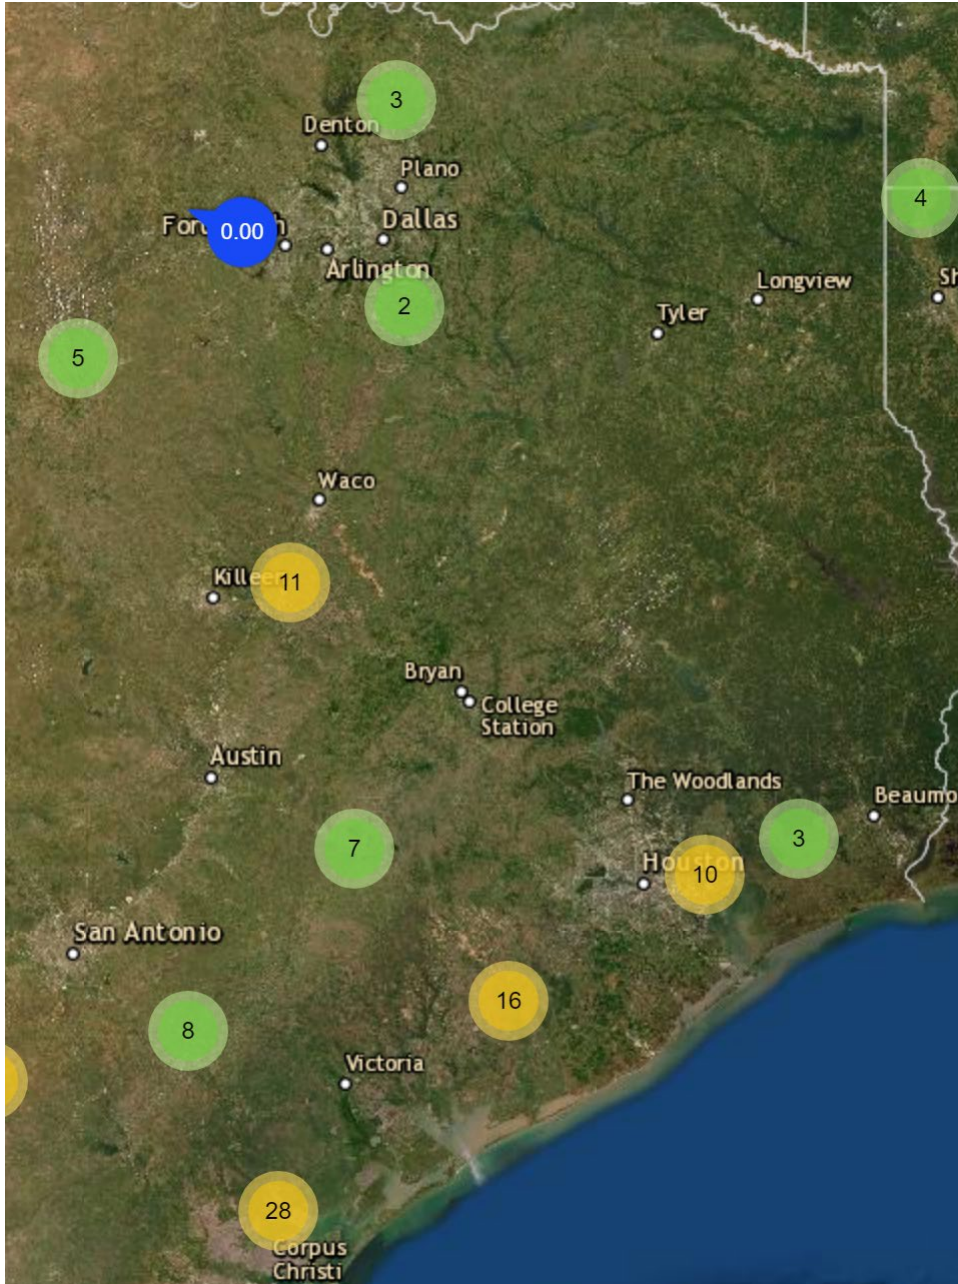 3
Denton
Plano
4
Dallas
0.00
Arlington
Longview
2
Tyler
5
Waco
11
Bryan
College
Station
Austin
The Woodlands
3
7
10
San Antonio
16
8
Victoria
28
Corpus
Christi